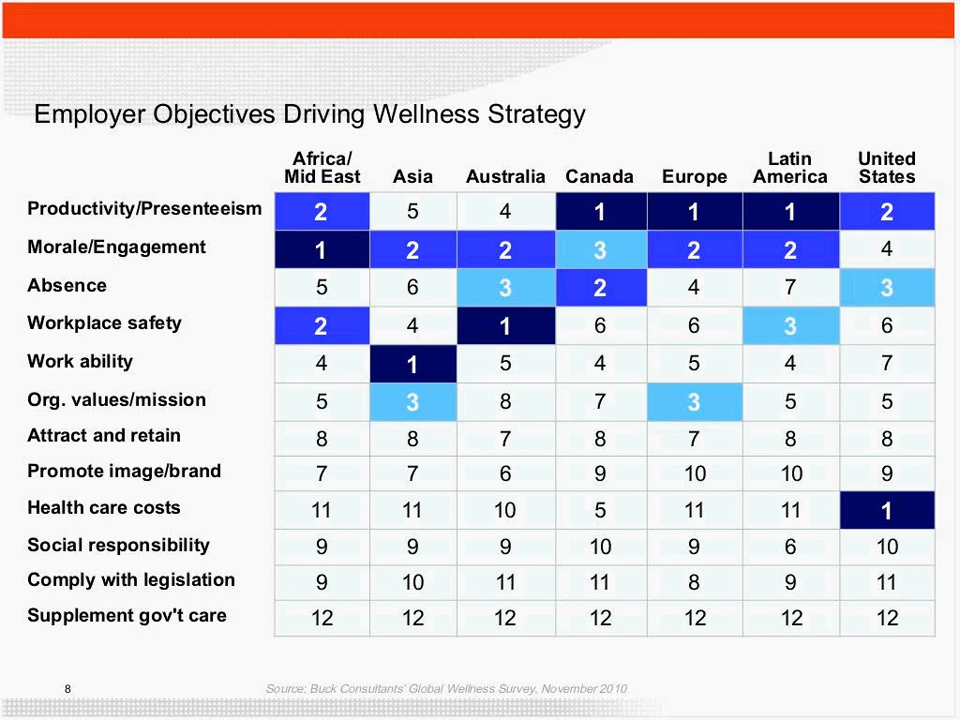 Employer Objectives Driving Wellness Strategy
Africa/ Latin United
Mid East Asia Australia Canada Europe America States
Productivity/Presenteeism 2 5 4 1 1 1 2
Morale/Engagement 1 2 2 3 2 2 4
Absence 5 6 3 2 4 7 3
Workplace safety 2 4 1 6 6 3 6
Work ability 4 1 5 4 5 4 7
Org. values/mission 5 3 8 7 3 5 5
Attract and retain 8 8 7 8 7 8 8
Promote image/brand 7 7 6 9 10 10 9
Health care costs 11 11 10 5 11 11 1
Social responsibility 9 9 9 10 9 6 10
Comply with legislation 9 10 11 11 8 9 11
Supplement gov't care 12 12 12 12 12 12 12
8 Source: Buck Consultants' Global Wellness Survey, November 2010